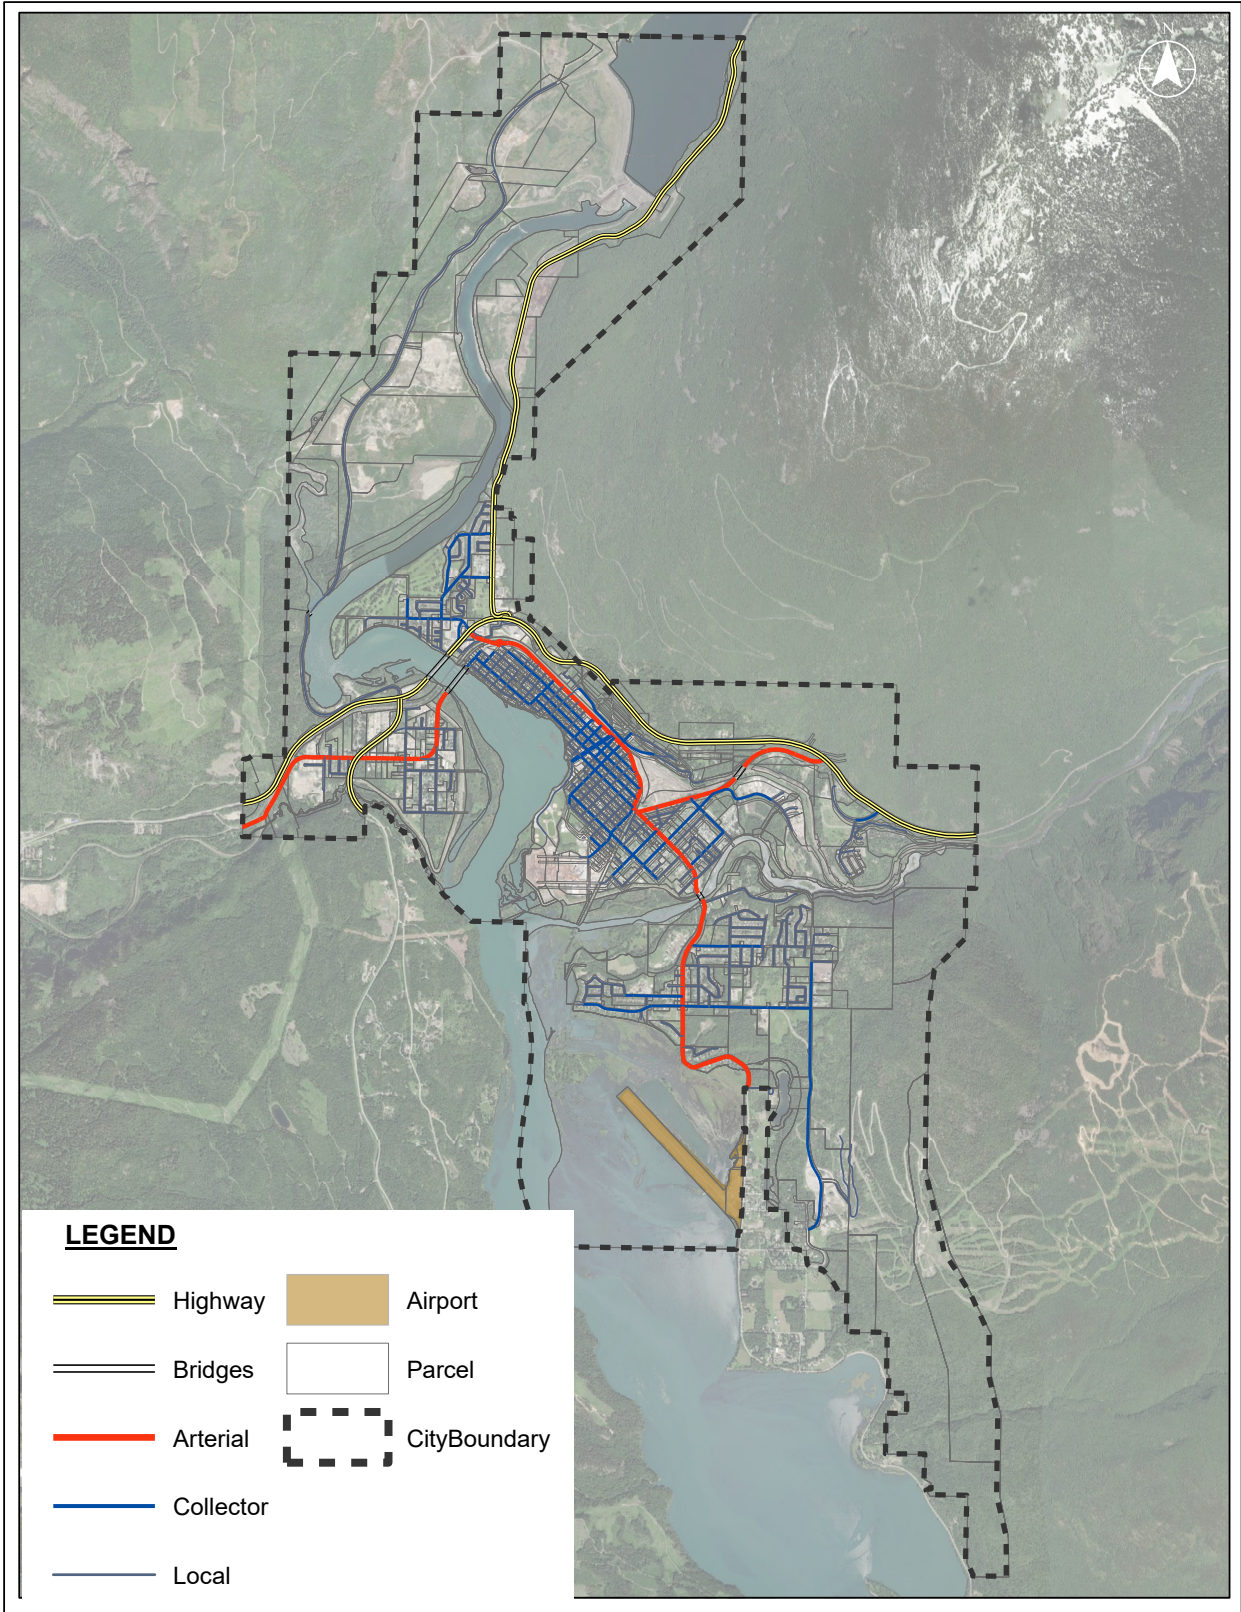 N
LEGEND
Highway
Airport
Bridges
Parcel
Arterial
CityBoundary
Collector
Local